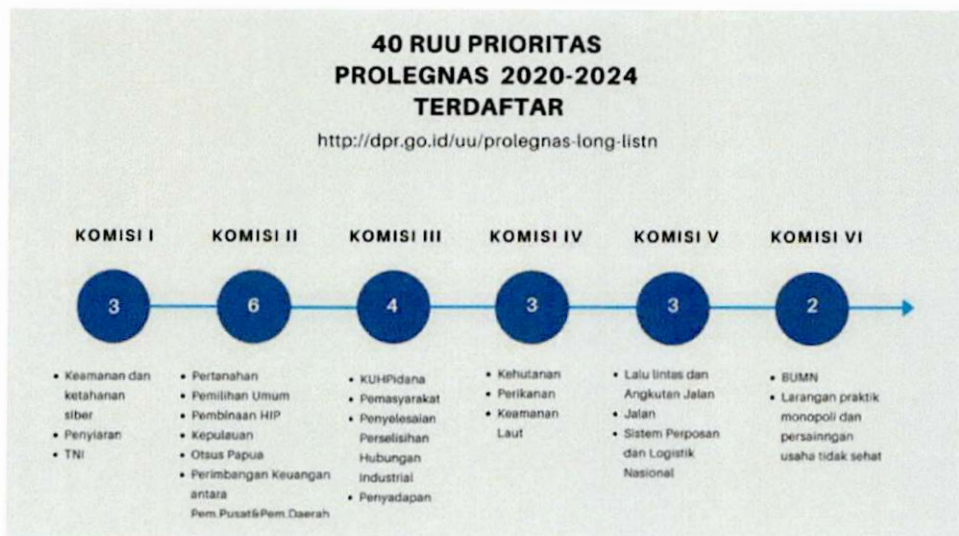 40 RUU PRIORITAS
PROLEGNAS 2020-2024
TERDAFTAR
http://dpr.go.id/uu/prolegnas-long-listn
KOMISI I
KOMISI II
KOMISI III
KOMISI IV
KOMISI V
KOMISI VI
3
6
4
3
3
2
• Keamanan dan
ketahanan
siber
• Penyiaran
• TNI
• Pertanahan
• Pemilihan Umum
• Pembinaan HIP
• Kepulauan
• Otsus Papua
• Perimbangan Keuangan
antara
Pem.Pusat&Pem.Daerah
• KUHPidana
• Pemasyarakat
• Penyelesaian
Perselisihan
Hubungan
Industrial
• Penyadapan
• Kehutanan
• Perikanan
• Keamanan
Laut
• Lalu lintas dan
Angkutan Jalan
• Jalan
• Sistem Perposan
dan Logistik
Nasional
• BUMN
• Larangan praktik
monopoli dan
persainngan
usaha tidak sehat